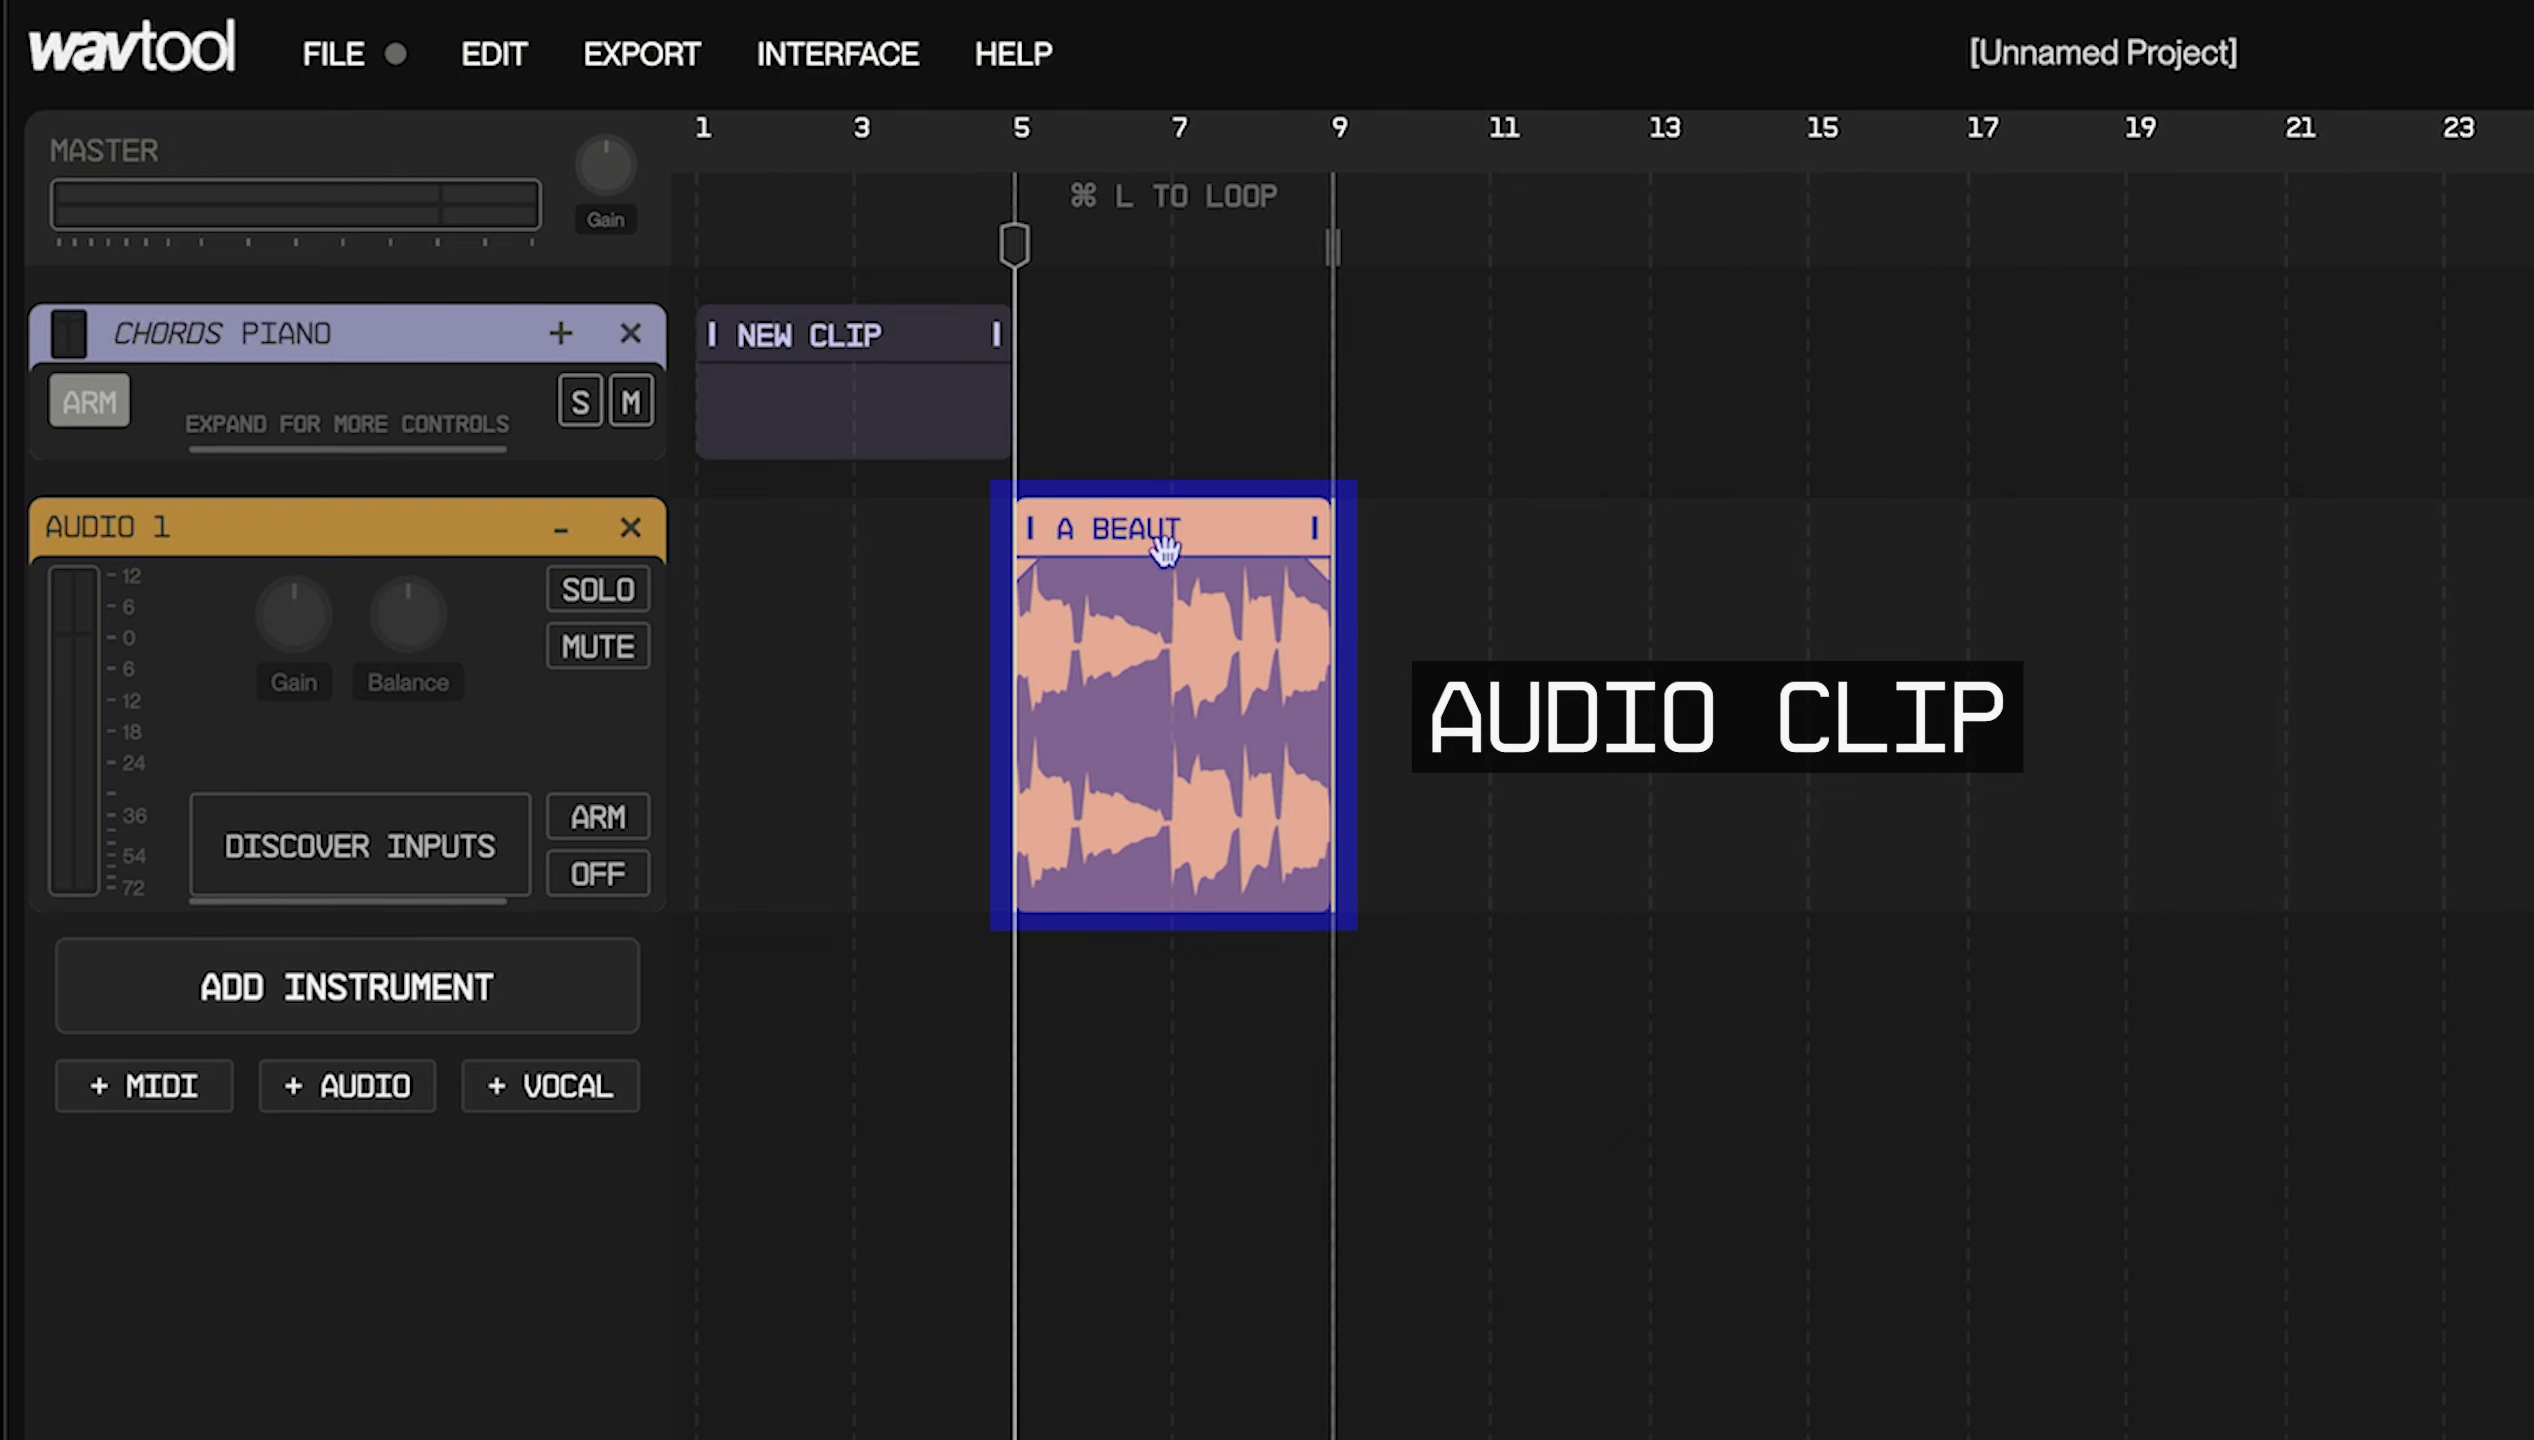 wavtool FILE EDIT EXPORT INTERFACE HELP [Unnamed Project]
1 3 5 7 9 11 13 15 17 19 21 23
MASTER
Gain
⌘ L TO LOOP
CHORDS PIANO + ×
NEW CLIP
ARM S M
EXPAND FOR MORE CONTROLS
AUDIO 1 - ×
A BEAUT
12
6
0
6
12
18
24
36
54
72
Gain Balance
SOLO
MUTE
AUDIO CLIP
DISCOVER INPUTS
ARM
OFF
ADD INSTRUMENT
+ MIDI + AUDIO + VOCAL